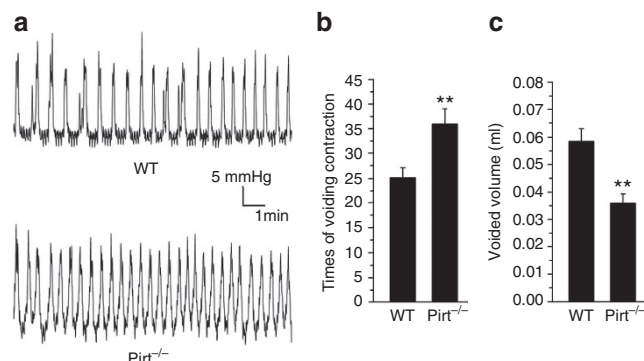 a
WT
5 mmHg
1min
Pirt–/–
b
Times of voiding contraction
45
40
35
30
25
20
15
10
5
0
**
WT Pirt–/–
c
Voided volume (ml)
0.08
0.07
0.06
0.05
0.04
0.03
0.02
0.01
0.00
**
WT Pirt–/–